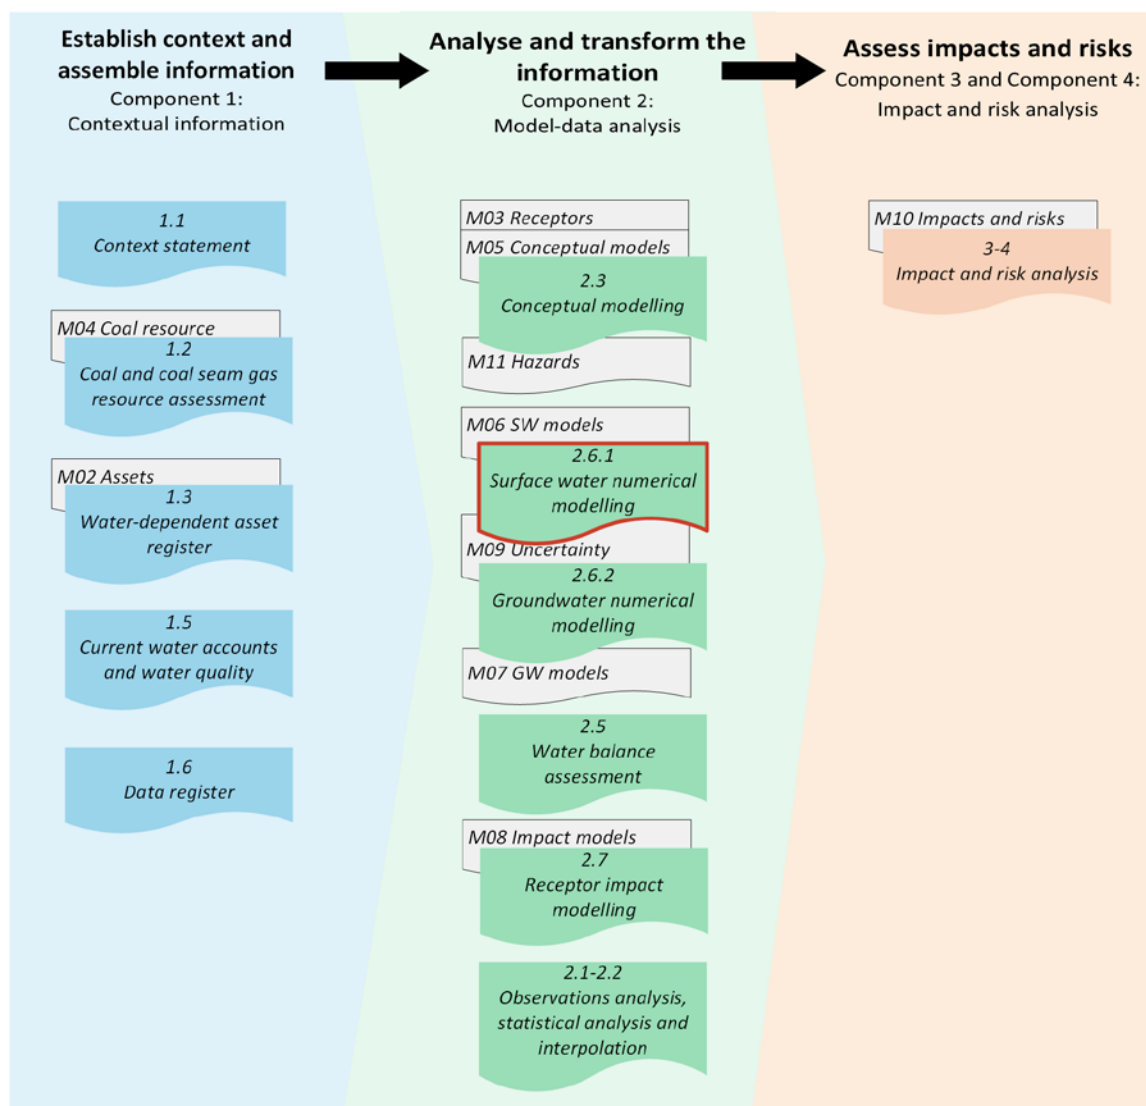 Establish context and
assemble information
Component 1:
Contextual information
1.1
Context statement
M04 Coal resource
1.2
Coal and coal seam gas
resource assessment
M02 Assets
1.3
Water-dependent asset
register
1.5
Current water accounts
and water quality
1.6
Data register
Analyse and transform the
information
Component 2:
Model-data analysis
M03 Receptors
M05 Conceptual models
2.3
Conceptual modelling
M11 Hazards
M06 SW models
2.6.1
Surface water numerical
modelling
M09 Uncertainty
2.6.2
Groundwater numerical
modelling
M07 GW models
2.5
Water balance
assessment
M08 Impact models
2.7
Receptor impact
modelling
2.1-2.2
Observations analysis,
statistical analysis and
interpolation
Assess impacts and risks
Component 3 and Component 4:
Impact and risk analysis
M10 Impacts and risks
3-4
Impact and risk analysis